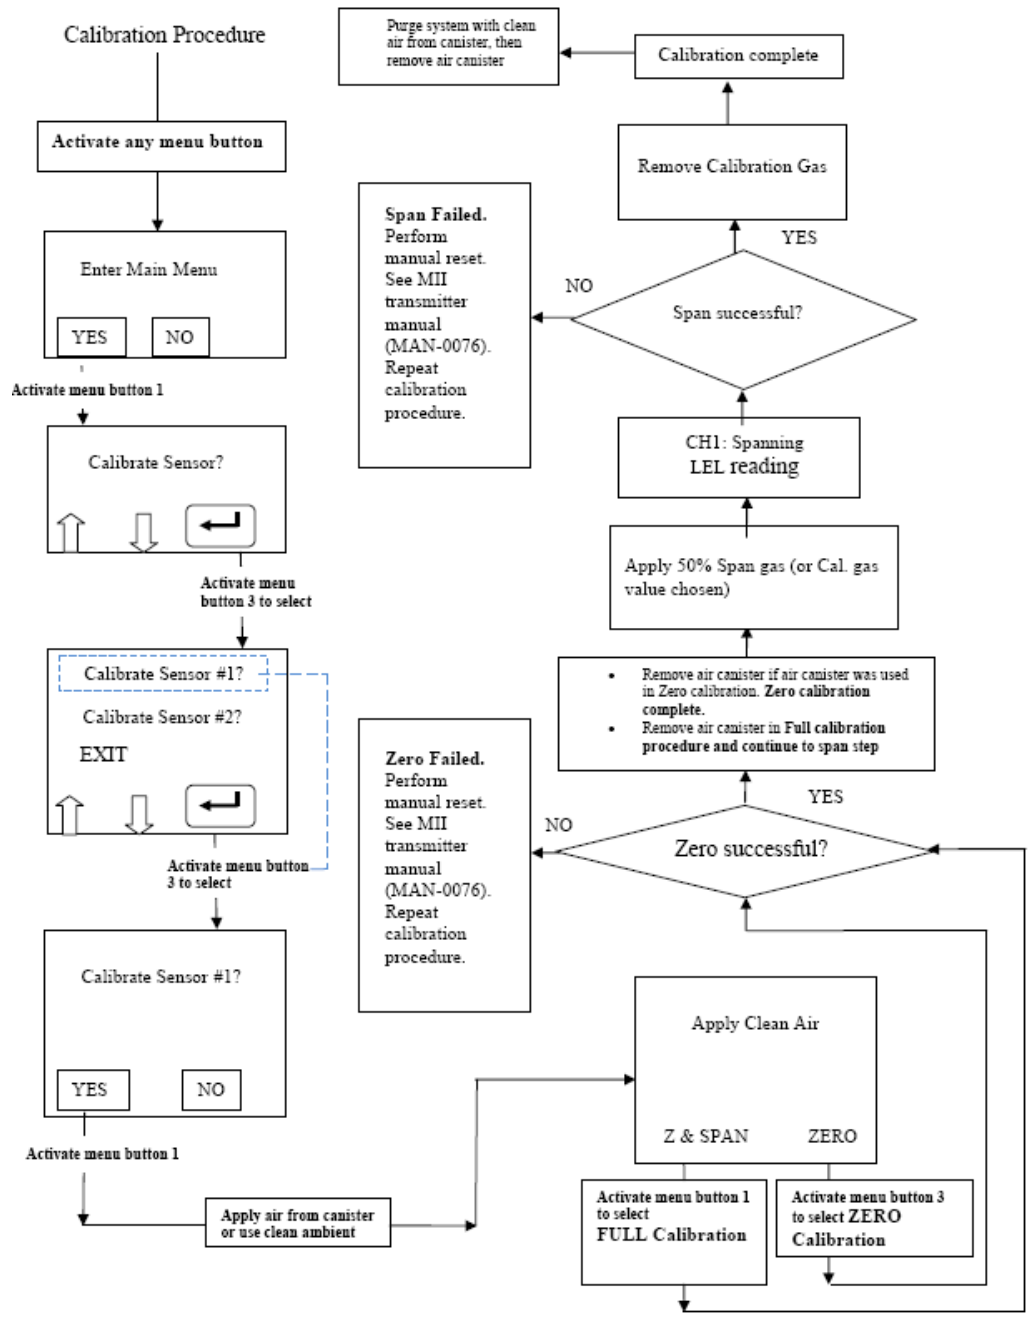 Calibration Procedure
Activate any menu button
Enter Main Menu
YES
NO
Activate menu button 1
Calibrate Sensor?
Activate menu
button 3 to select
Calibrate Sensor #1?
Calibrate Sensor #2?
EXIT
Activate menu button
3 to select
Calibrate Sensor #1?
YES
NO
Activate menu button 1
Apply air from canister
or use clean ambient
Apply Clean Air
Z & SPAN
ZERO
Activate menu button 1
to select
FULL Calibration
Activate menu button 3
to select ZERO
Calibration
Zero successful?
NO
YES
Zero Failed.
Perform
manual reset.
See MII
transmitter
manual
(MAN-0076).
Repeat
calibration
procedure.
• Remove air canister if air canister was used
in Zero calibration. Zero calibration
complete.
• Remove air canister in Full calibration
procedure and continue to span step
Apply 50% Span gas (or Cal. gas
value chosen)
CH1: Spanning
LEL reading
Span successful?
NO
YES
Span Failed.
Perform
manual reset.
See MII
transmitter
manual
(MAN-0076).
Repeat
calibration
procedure.
Remove Calibration Gas
Calibration complete
Purge system with clean
air from canister, then
remove air canister